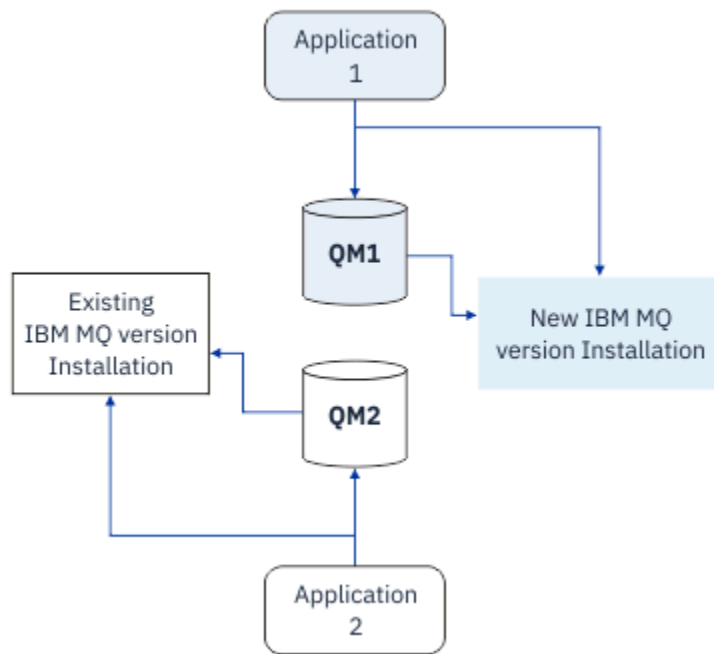 Application
1
QM1
Existing
IBM MQ version
Installation
New IBM MQ
version Installation
QM2
Application
2